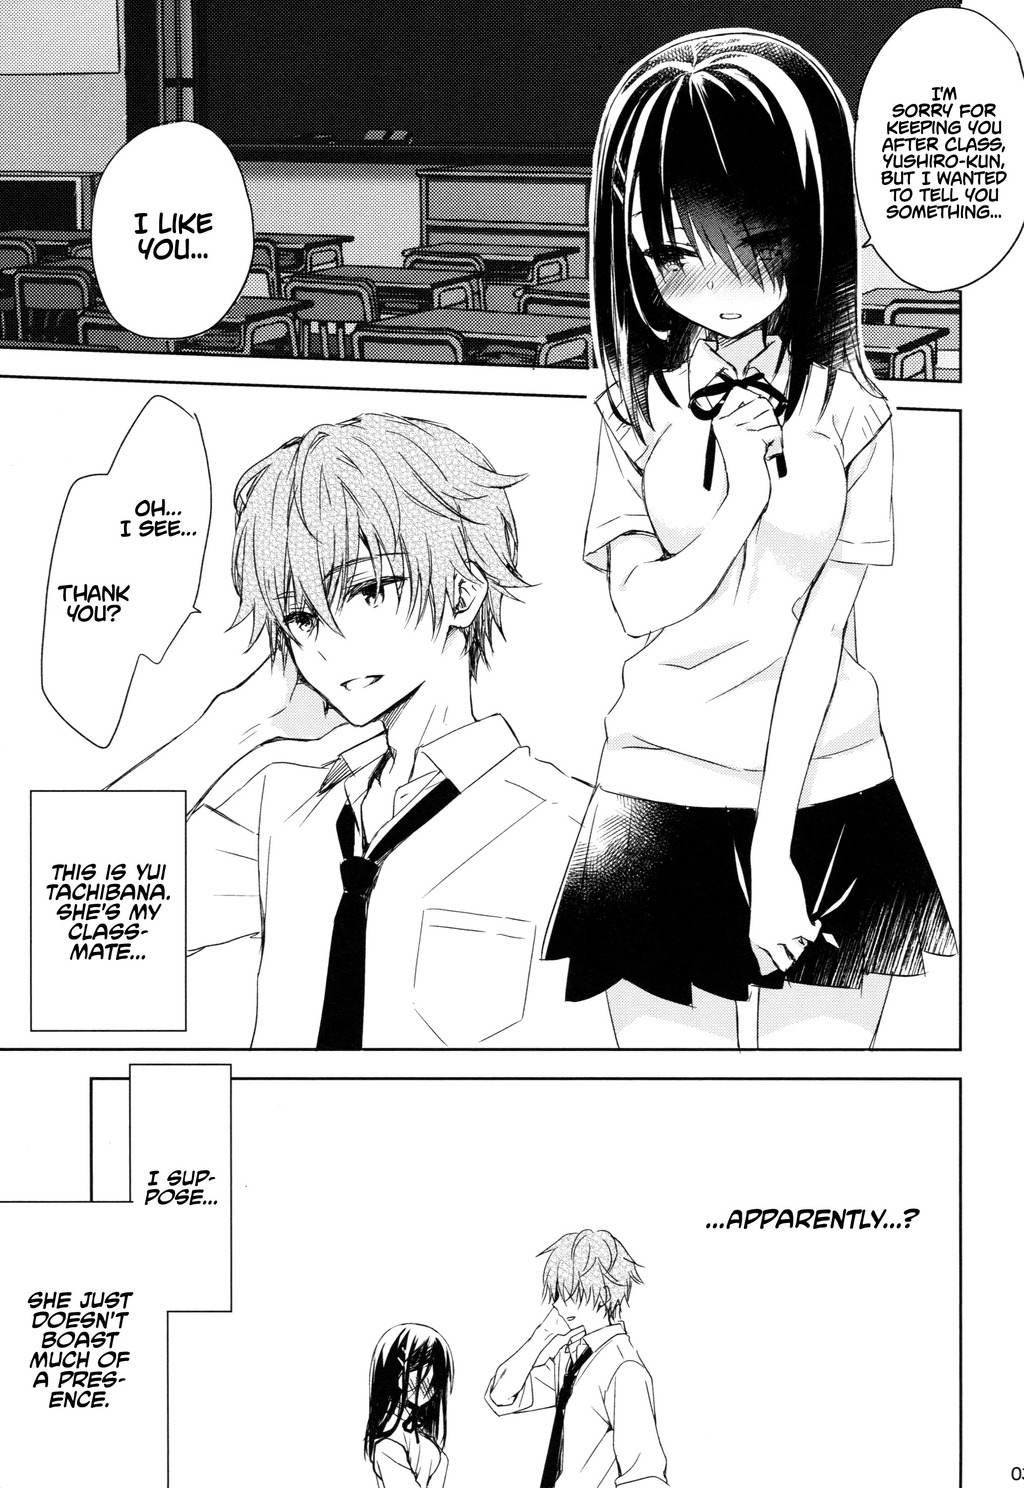 I'M
SORRY FOR
KEEPING YOU
AFTER CLASS,
YUSHIRO-KUN,
BUT I WANTED
TO TELL YOU
SOMETHING...
I LIKE
YOU...
OH...
I SEE...
THANK
YOU?
THIS IS YUI
TACHIBANA.
SHE'S MY
CLASS-
MATE...
...APPARENTLY...?
I SUP-
POSE...
SHE JUST
DOESN'T
BOAST
MUCH OF
A PRES-
ENCE.